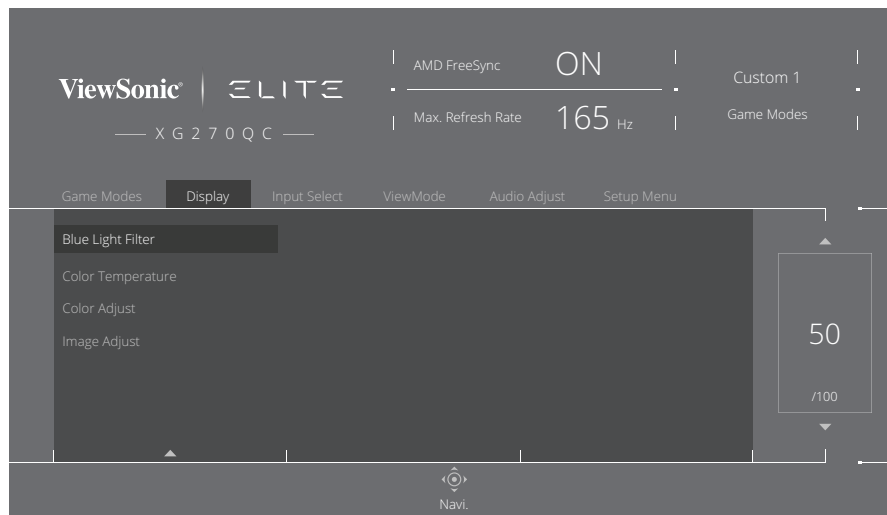 ViewSonic® ELITE
XG270QC
AMD FreeSync ON
Max. Refresh Rate 165 Hz
Custom 1
Game Modes
Game Modes Display Input Select ViewMode Audio Adjust Setup Menu
Blue Light Filter
Color Temperature
Color Adjust
Image Adjust
50
/100
Navi.